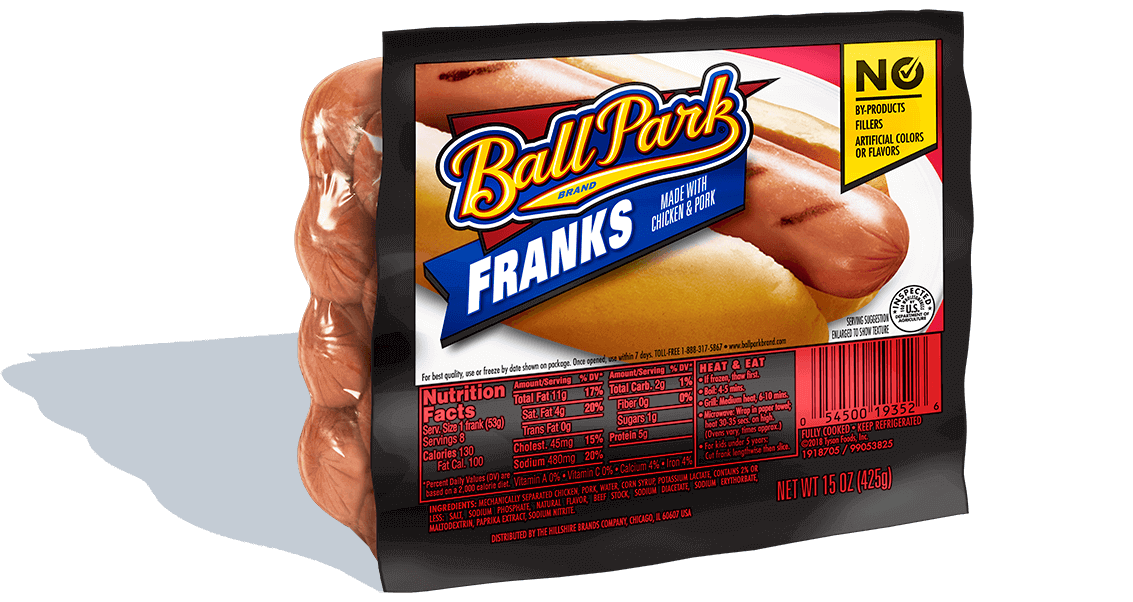 Ball Park
BRAND
FRANKS
MADE WITH
CHICKEN & PORK
NO
BY-PRODUCTS
FILLERS
ARTIFICIAL COLORS
OR FLAVORS
INSPECTED
U.S.
DEPARTMENT OF
AGRICULTURE
SERVING SUGGESTION
ENLARGED TO SHOW TEXTURE
For best quality, use or freeze by date shown on package. Once opened, use within 7 days. TOLL-FREE 1-888-317-5867 • www.ballparkbrand.com
Nutrition
Facts
Serv. Size 1 frank (53g)
Servings 8
Calories 130
Fat Cal. 100
*Percent Daily Values (DV) are
based on a 2,000 calorie diet.
Amount/Serving % DV*
Total Fat 11g 17%
Sat. Fat 4g 20%
Trans Fat 0g
Cholest. 45mg 15%
Sodium 480mg 20%
Amount/Serving % DV*
Total Carb. 2g 1%
Fiber 0g 0%
Sugars 1g
Protein 5g
Vitamin A 0% • Vitamin C 0% • Calcium 4% • Iron 4%
HEAT & EAT
• If frozen, thaw first.
• Boil: 4-5 mins.
• Grill: Medium heat, 6-10 mins.
• Microwave: Wrap in paper towel;
heat 30-35 secs. on high.
(Ovens vary; times approx.)
• For kids under 5 years:
Cut frank lengthwise then slice.
0 54500 19352 6
FULLY COOKED • KEEP REFRIGERATED
©2018 Tyson Foods, Inc.
1918705 / 99053825
NET WT 15 OZ (425g)
INGREDIENTS: MECHANICALLY SEPARATED CHICKEN, PORK, WATER, CORN SYRUP, POTASSIUM LACTATE, CONTAINS 2% OR
LESS: SALT, SODIUM PHOSPHATE, NATURAL FLAVOR, BEEF STOCK, SODIUM DIACETATE, SODIUM ERYTHORBATE,
MALTODEXTRIN, PAPRIKA EXTRACT, SODIUM NITRITE.
DISTRIBUTED BY THE HILLSHIRE BRANDS COMPANY, CHICAGO, IL 60607 USA